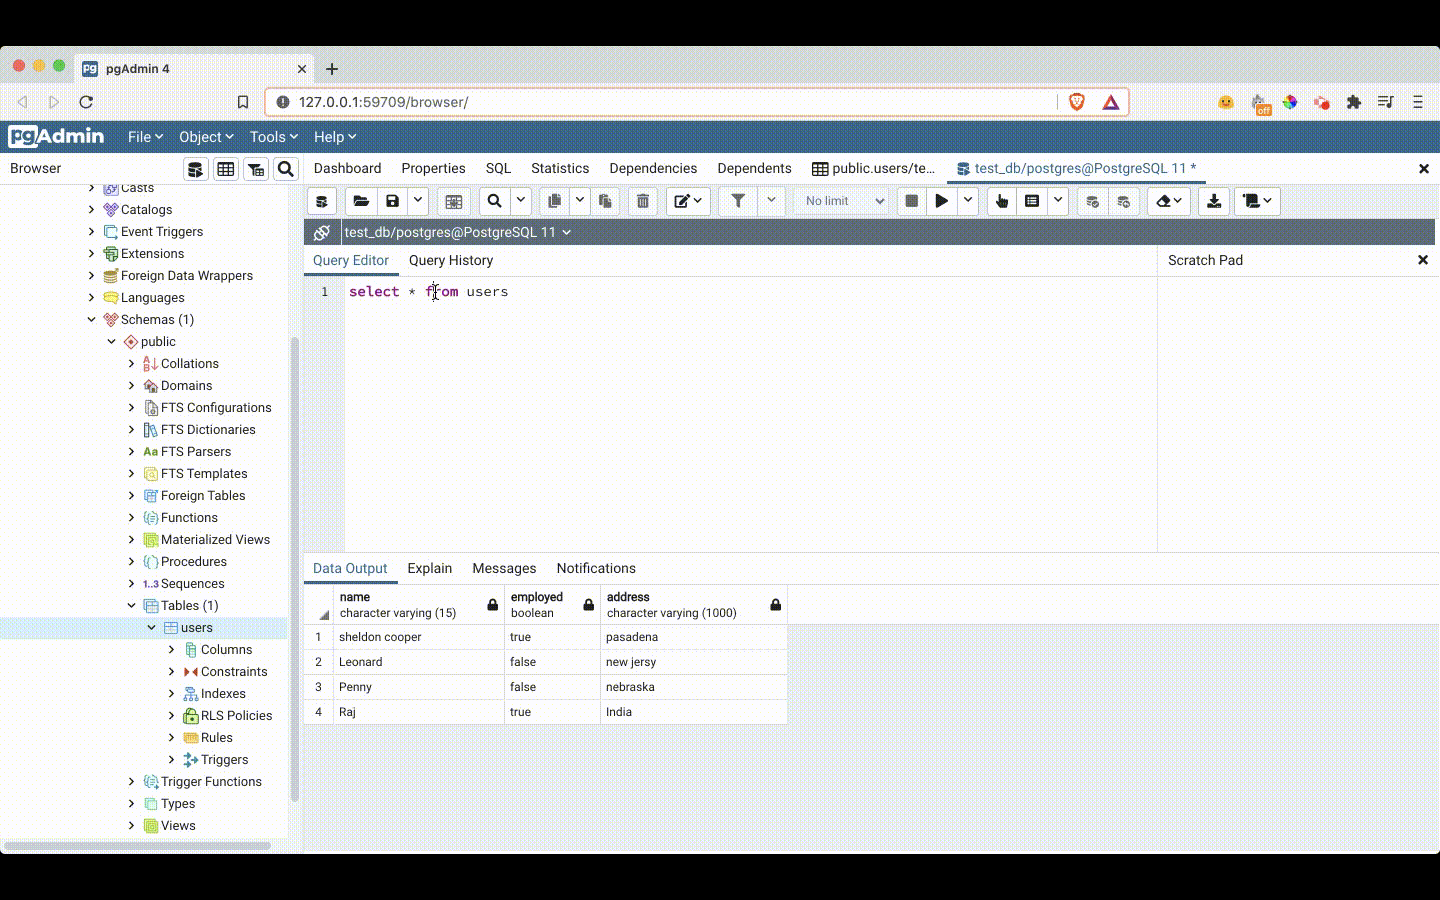 pg pgAdmin 4
127.0.0.1:59709/browser/
off
pgAdmin File Object Tools Help
Browser
Dashboard Properties SQL Statistics Dependencies Dependents public.users/te... test_db/postgres@PostgreSQL 11 *
Casts
Catalogs
Event Triggers
Extensions
Foreign Data Wrappers
Languages
Schemas (1)
public
Collations
Domains
FTS Configurations
FTS Dictionaries
Aa FTS Parsers
FTS Templates
Foreign Tables
Functions
Materialized Views
Procedures
1..3 Sequences
Tables (1)
users
Columns
Constraints
Indexes
RLS Policies
Rules
Triggers
Trigger Functions
Types
Views
No limit
test_db/postgres@PostgreSQL 11
Query Editor Query History
Scratch Pad
1 select * from users
Data Output Explain Messages Notifications
name employed address
character varying (15) boolean character varying (1000)
1 sheldon cooper true pasadena
2 Leonard false new jersy
3 Penny false nebraska
4 Raj true India